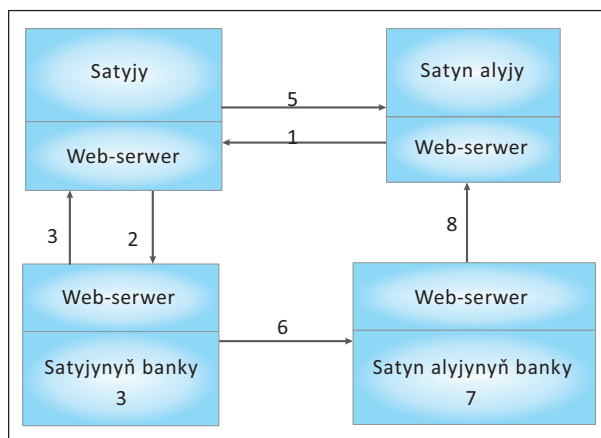 Satyjy
Satyn alyjy
5
Web-serwer
1
Web-serwer
3
2
8
Web-serwer
Web-serwer
6
Satyjynyň banky
3
Satyn alyjynyň banky
7